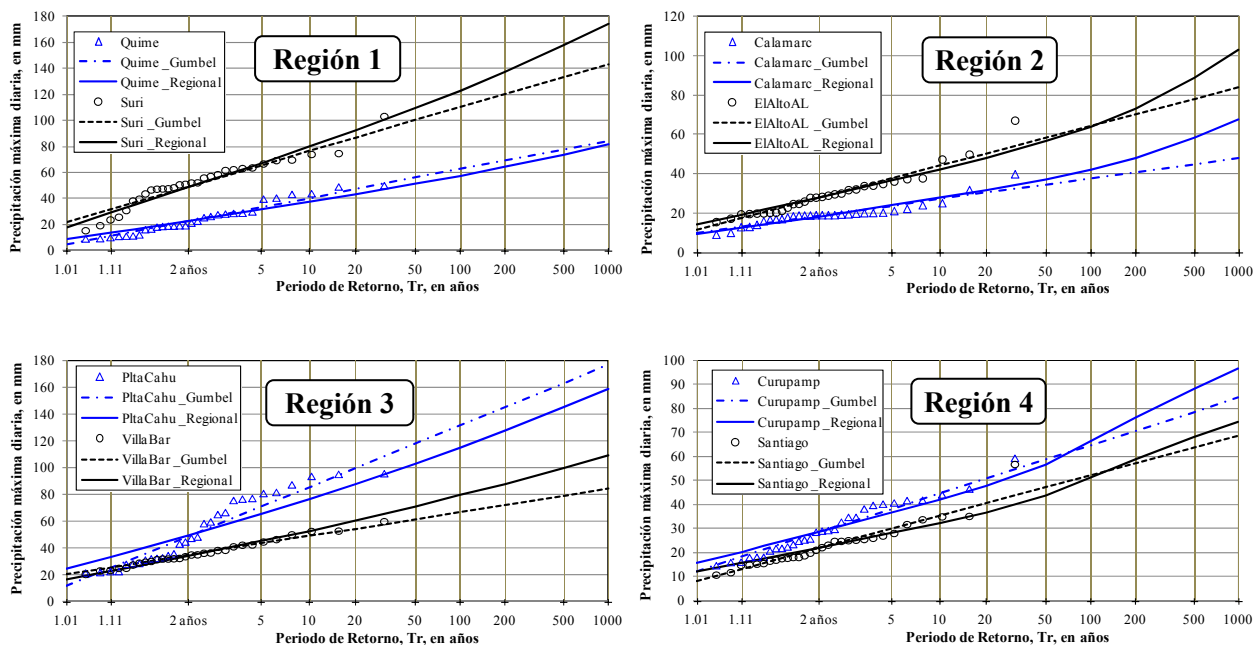 Precipitación máxima diaria, en mm
180
160
140
120
100
80
60
40
20
0
Quime
Quime _Gumbel
Quime _Regional
Suri
Suri _Gumbel
Suri _Regional
Región 1
1.01 1.11 2 años 5 10 20 50 100 200 500 1000
Periodo de Retorno, Tr, en años
Precipitación máxima diaria, en mm
120
100
80
60
40
20
0
Calamarc
Calamarc _Gumbel
Calamarc _Regional
ElAltoAL
ElAltoAL _Gumbel
ElAltoAL _Regional
Región 2
1.01 1.11 2 años 5 10 20 50 100 200 500 1000
Periodo de Retorno, Tr, en años
Precipitación máxima diaria, en mm
180
160
140
120
100
80
60
40
20
0
PltaCahu
PltaCahu _Gumbel
PltaCahu _Regional
VillaBar
VillaBar _Gumbel
VillaBar _Regional
Región 3
1.01 1.11 2 años 5 10 20 50 100 200 500 1000
Periodo de Retorno, Tr, en años
Precipitación máxima diaria, en mm
100
90
80
70
60
50
40
30
20
10
0
Curupamp
Curupamp _Gumbel
Curupamp _Regional
Santiago
Santiago _Gumbel
Santiago _Regional
Región 4
1.01 1.11 2 años 5 10 20 50 100 200 500 1000
Periodo de Retorno, Tr, en años